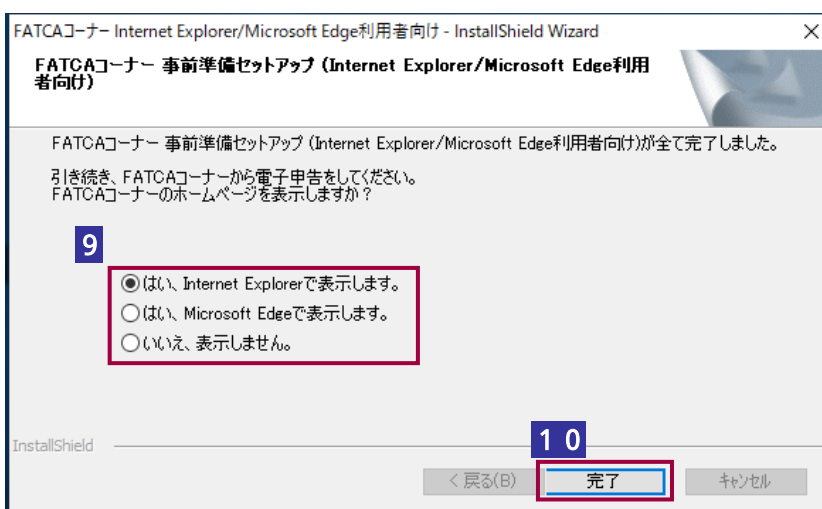 FATCAコーナー Internet Explorer/Microsoft Edge利用者向け - InstallShield Wizard
FATCAコーナー 事前準備セットアップ (Internet Explorer/Microsoft Edge利用
者向け)
FATCAコーナー 事前準備セットアップ (Internet Explorer/Microsoft Edge利用者向け)が全て完了しました。
引き続き、FATCAコーナーから電子申告をしてください。
FATCAコーナーのホームページを表示しますか?
9
はい、Internet Explorerで表示します。
はい、Microsoft Edgeで表示します。
いいえ、表示しません。
InstallShield
10
< 戻る(B) 完了 キャンセル